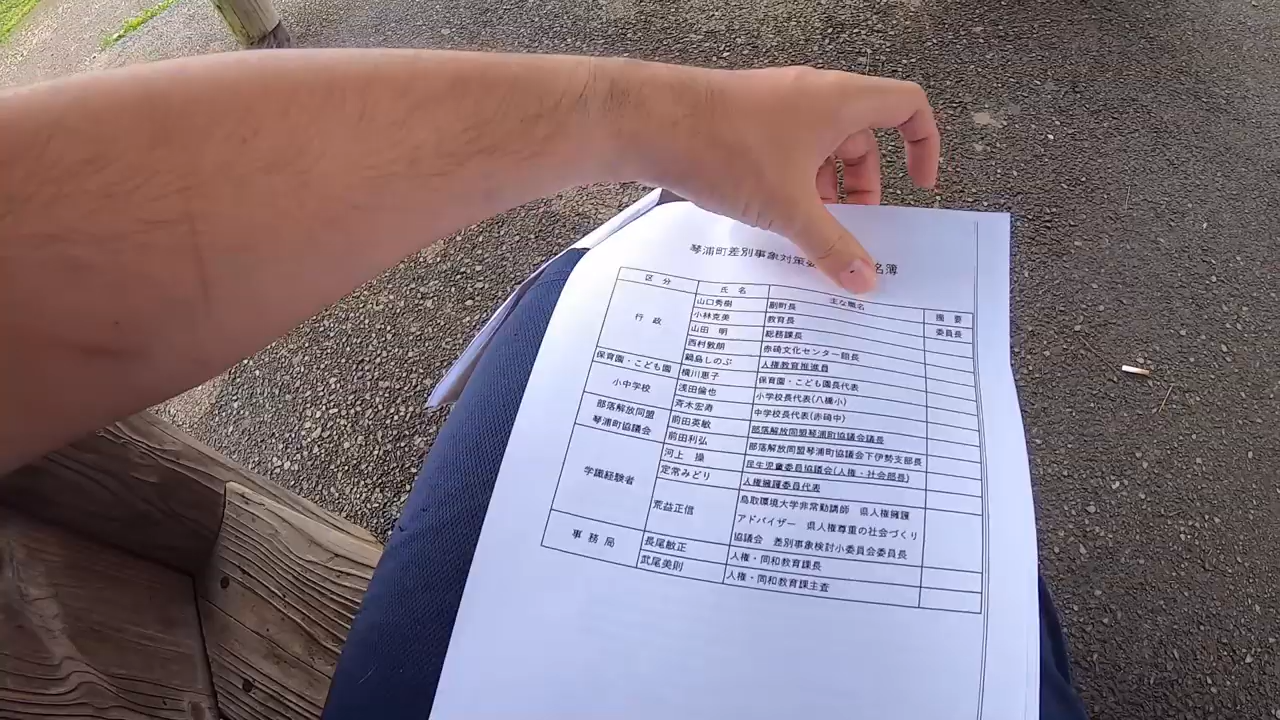 琴浦町差別事象対策 名簿
区 分 氏 名 主な職名 摘 要
行 政 山口秀樹 副町長 委員長
小林克美 教育長
山田 明 総務課長
西村敦朗 赤碕文化センター館長
鍋島しのぶ 人権教育推進員
保育園・こども園 横川恵子 保育園・こども園長代表
小中学校 浅田倫也 小学校長代表(八橋小)
斉木宏寿 中学校長代表(赤碕中)
部落解放同盟琴浦町協議会 前田英敏 部落解放同盟琴浦町協議会議長
前田利弘 部落解放同盟琴浦町協議会下伊勢支部長
学識経験者 河上 操 民生児童委員協議会(人権・社会部長)
定常みどり 人権擁護委員代表
荒益正信 鳥取環境大学非常勤講師 県人権擁護
アドバイザー 県人権尊重の社会づくり
協議会 差別事象検討小委員会委員長
事 務 局 長尾敏正 人権・同和教育課長
武尾美則 人権・同和教育課主査